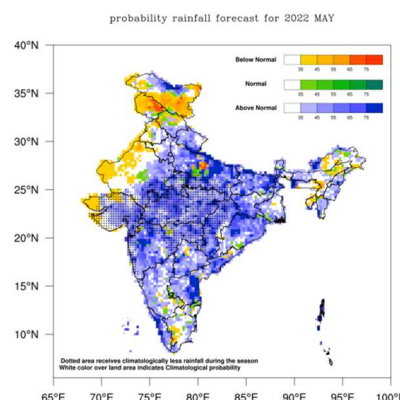 probability rainfall forecast for 2022 MAY
40°N
35°N
30°N
25°N
20°N
15°N
10°N
Below Normal
35 45 55 65 75
Normal
35 45 55 65 75
Above Normal
35 45 55 65 75
Dotted area receives climatologically less rainfall during the season
White color over land area indicates Climatological probability
65°E 70°E 75°E 80°E 85°E 90°E 95°E 100°E